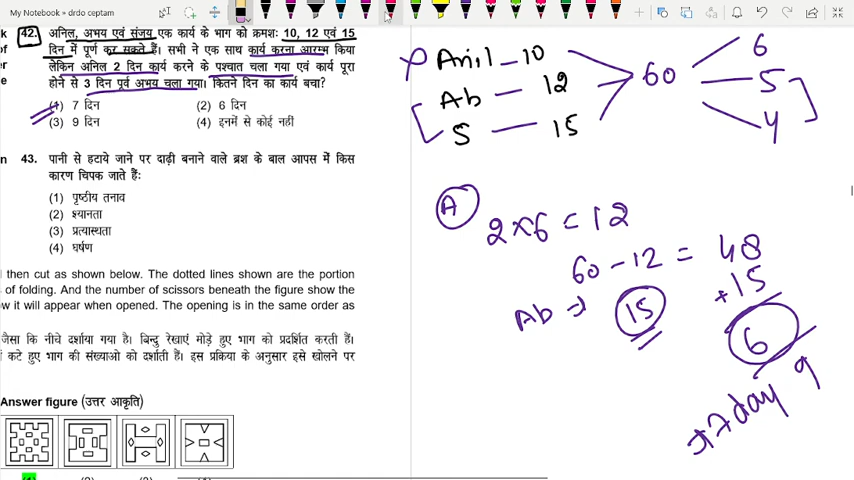 My Notebook » drdo ceptam
k 42. अनिल, अभय एवं संजय एक कार्य के भाग को क्रमशः 10, 12 एवं 15
of दिन में पूर्ण कर सकते हैं। सभी ने एक साथ कार्य करना आरम्भ किया
er लेकिन अनिल 2 दिन कार्य करने के पश्चात चला गया एवं कार्य पूरा
e होने से 3 दिन पूर्व अभय चला गया। कितने दिन का कार्य बचा?
(1) 7 दिन (2) 6 दिन
(3) 9 दिन (4) इनमें से कोई नहीं
n 43. पानी से हटाये जाने पर दाढ़ी बनाने वाले ब्रश के बाल आपस में किस
कारण चिपक जाते हैं:
(1) पृष्ठीय तनाव
(2) श्यानता
(3) प्रत्यास्थता
(4) घर्षण
l then cut as shown below. The dotted lines shown are the portion
of folding. And the number of scissors beneath the figure show the
w it will appear when opened. The opening is in the same order as
जैसा कि नीचे दर्शाया गया है। बिन्दु रेखाएं मोड़े हुए भाग को प्रदर्शित करती हैं।
कटे हुए भाग की संख्याओ को दर्शाती हैं। इस प्रक्रिया के अनुसार इसे खोलने पर
Answer figure (उत्तर आकृति)
(1)
Anil - 10
Ab - 12
S - 15
60
6
5
4
A
2×6 = 12
60 - 12 = 48
+15
Ab ⇒ 15
6
9
7 day